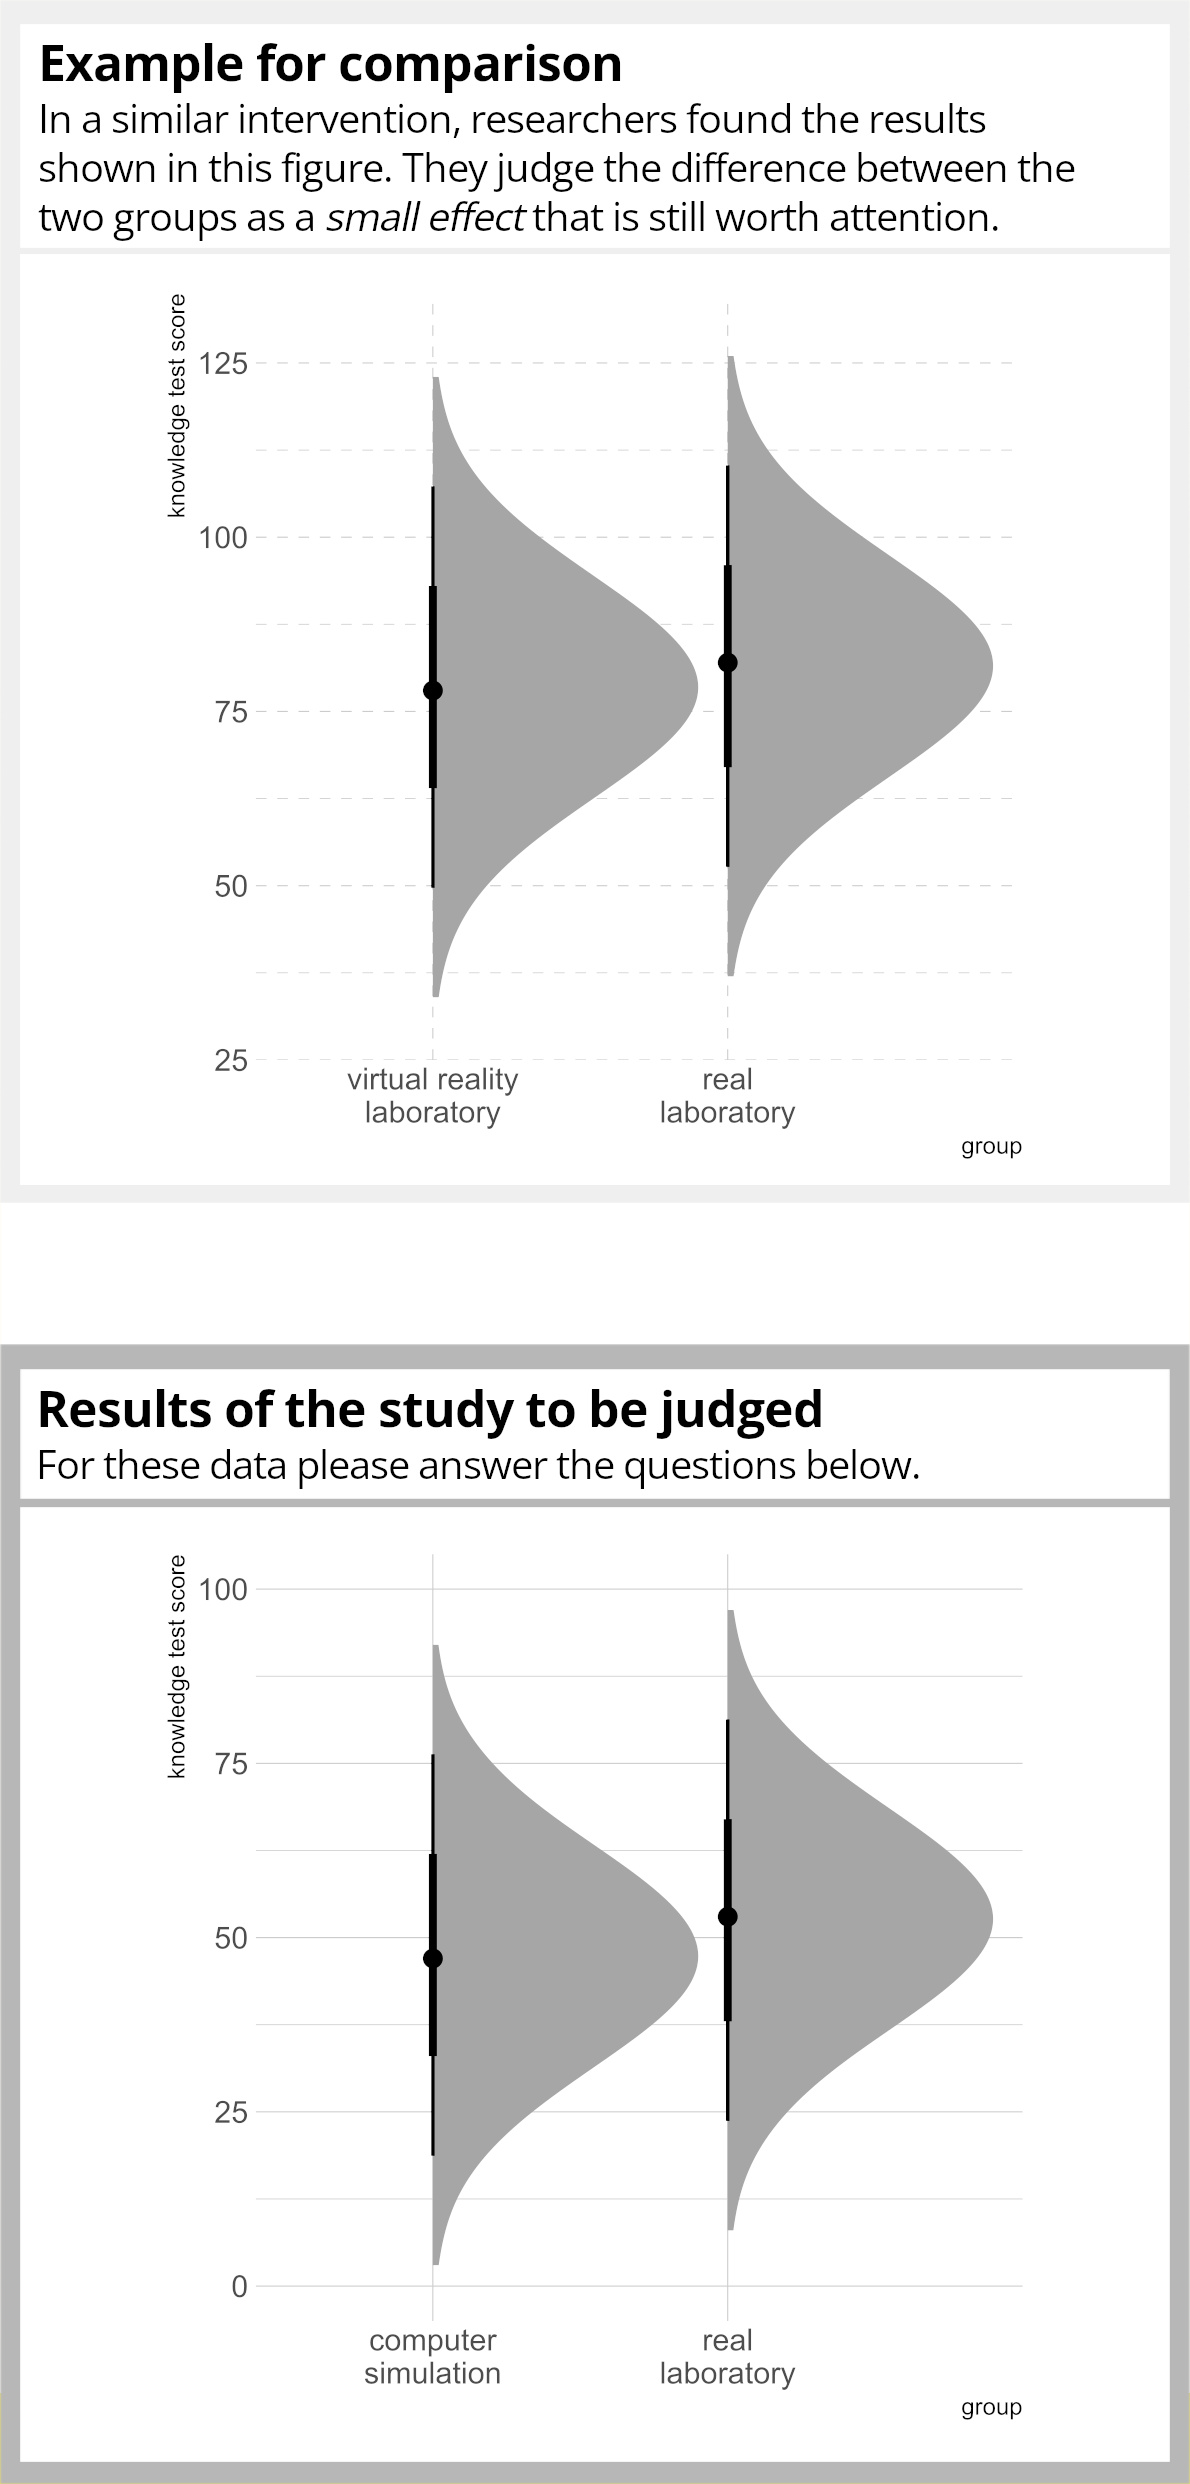 Example for comparison
In a similar intervention, researchers found the results
shown in this figure. They judge the difference between the
two groups as a small effect that is still worth attention.
knowledge test score
125
100
75
50
25
virtual reality
laboratory
real
laboratory
group
Results of the study to be judged
For these data please answer the questions below.
knowledge test score
100
75
50
25
0
computer
simulation
real
laboratory
group